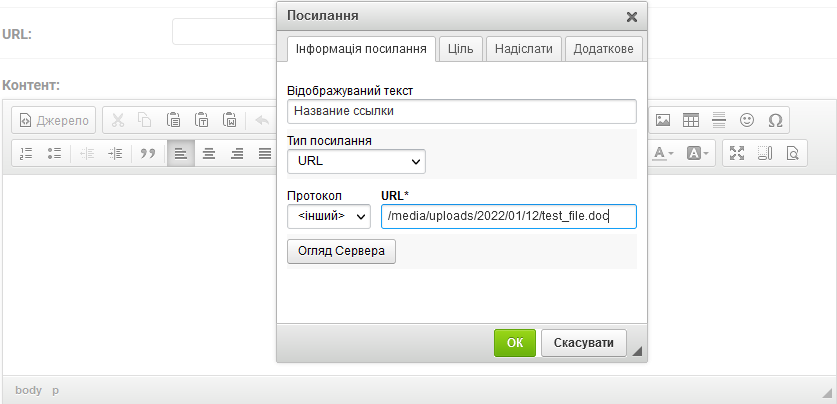 URL:
Контент:
Джерело
Посилання
Інформація посилання
Ціль
Надіслати
Додаткове
Відображуваний текст
Название ссылки
Тип посилання
URL
Протокол
URL*
<інший>
/media/uploads/2022/01/12/test_file.doc
Огляд Сервера
ОК
Скасувати
body p